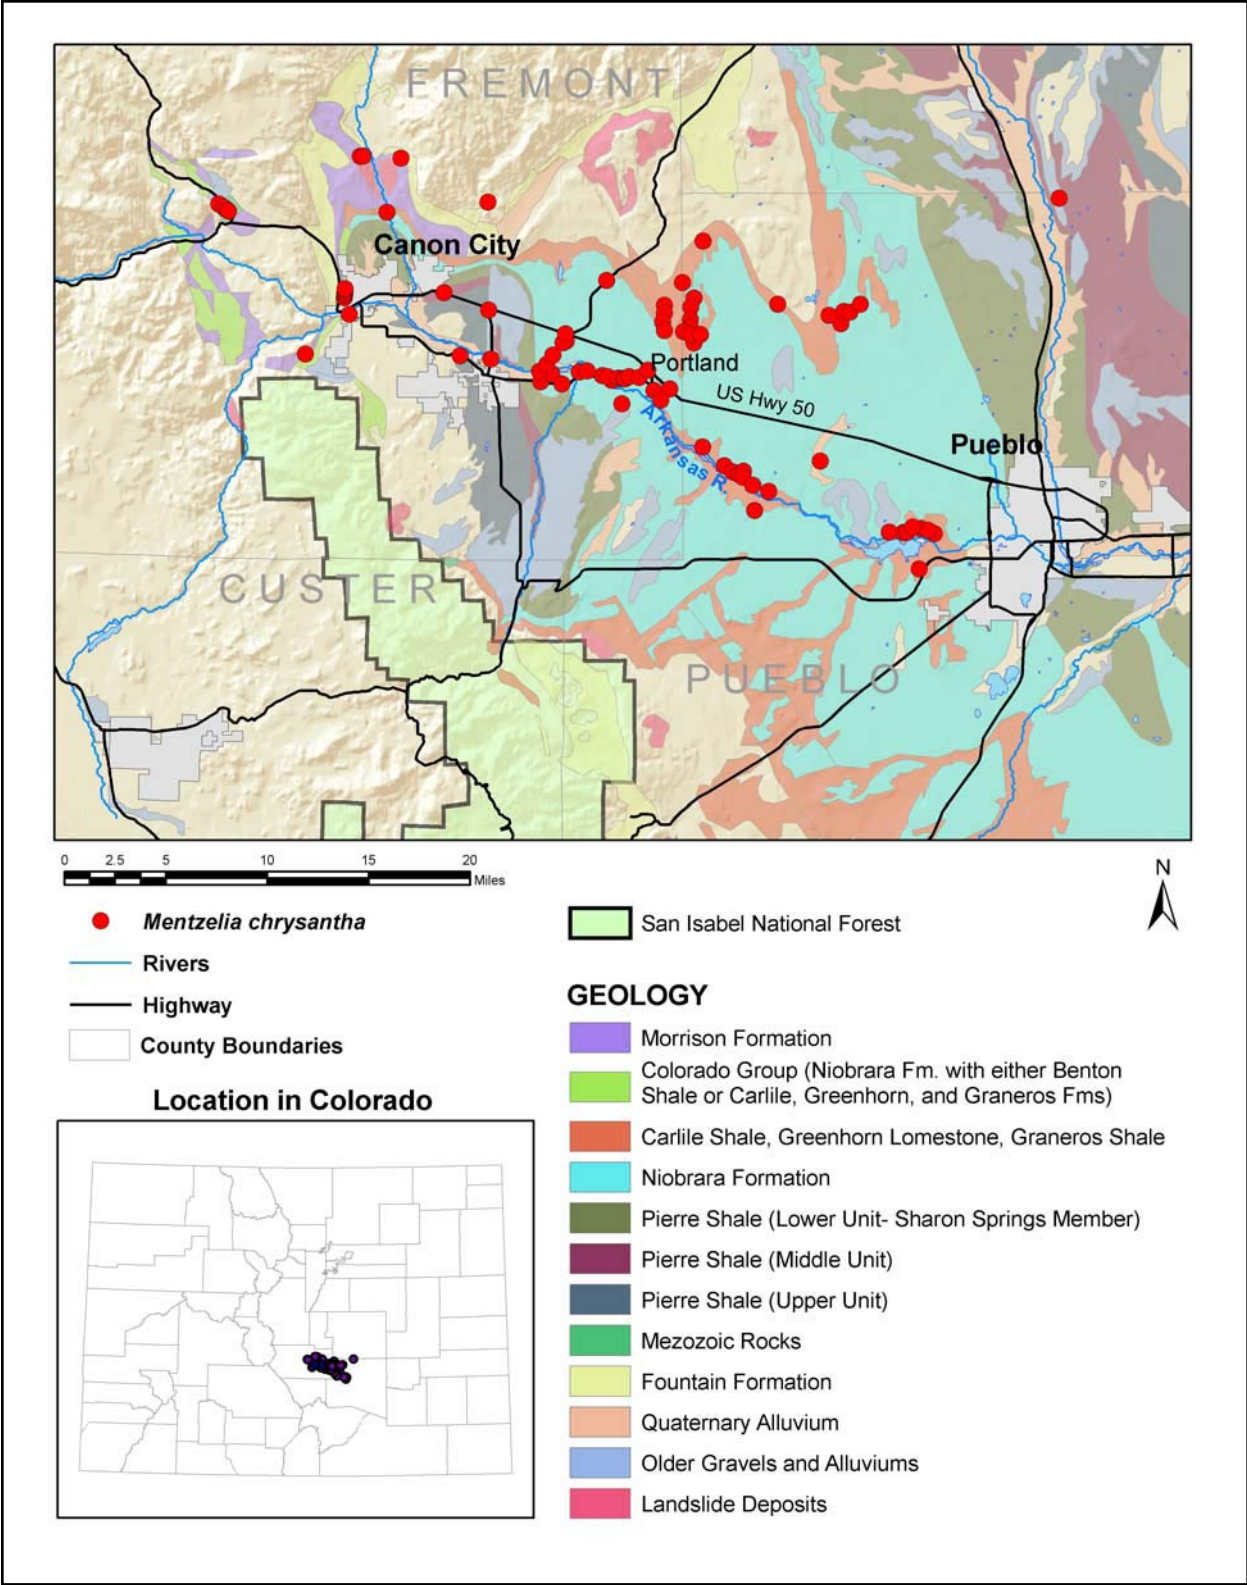 FREMONT
Canon City
Portland
US Hwy 50
Arkansas R.
Pueblo
CUSTER
PUEBLO
0 2.5 5 10 15 20
Miles
N
Mentzelia chrysantha
Rivers
Highway
County Boundaries
San Isabel National Forest
GEOLOGY
Morrison Formation
Colorado Group (Niobrara Fm. with either Benton
Shale or Carlile, Greenhorn, and Graneros Fms)
Carlile Shale, Greenhorn Lomestone, Graneros Shale
Niobrara Formation
Pierre Shale (Lower Unit- Sharon Springs Member)
Pierre Shale (Middle Unit)
Pierre Shale (Upper Unit)
Mezozoic Rocks
Fountain Formation
Quaternary Alluvium
Older Gravels and Alluviums
Landslide Deposits
Location in Colorado